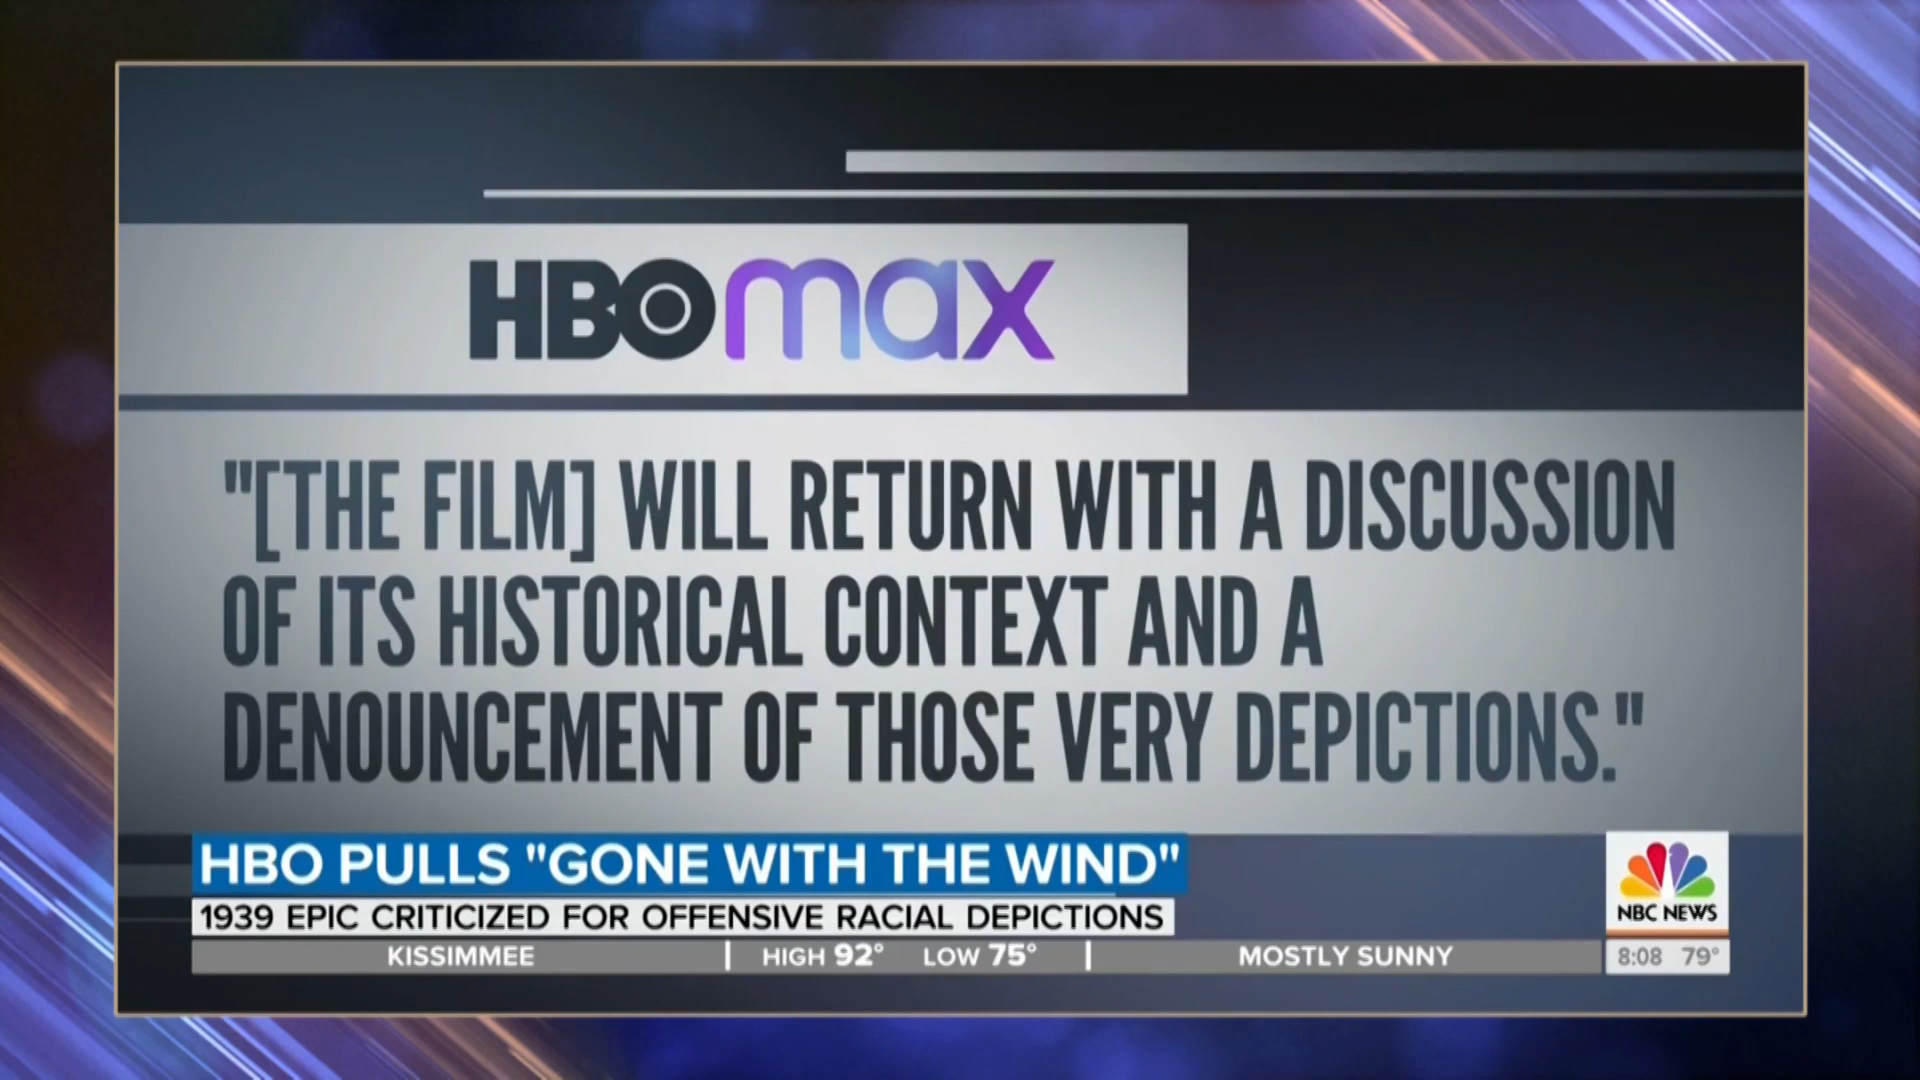 HBOmax
"[THE FILM] WILL RETURN WITH A DISCUSSION
OF ITS HISTORICAL CONTEXT AND A
DENOUNCEMENT OF THOSE VERY DEPICTIONS."
HBO PULLS "GONE WITH THE WIND"
1939 EPIC CRITICIZED FOR OFFENSIVE RACIAL DEPICTIONS
NBC NEWS
KISSIMMEE | HIGH 92° LOW 75° | MOSTLY SUNNY
8:08 79°